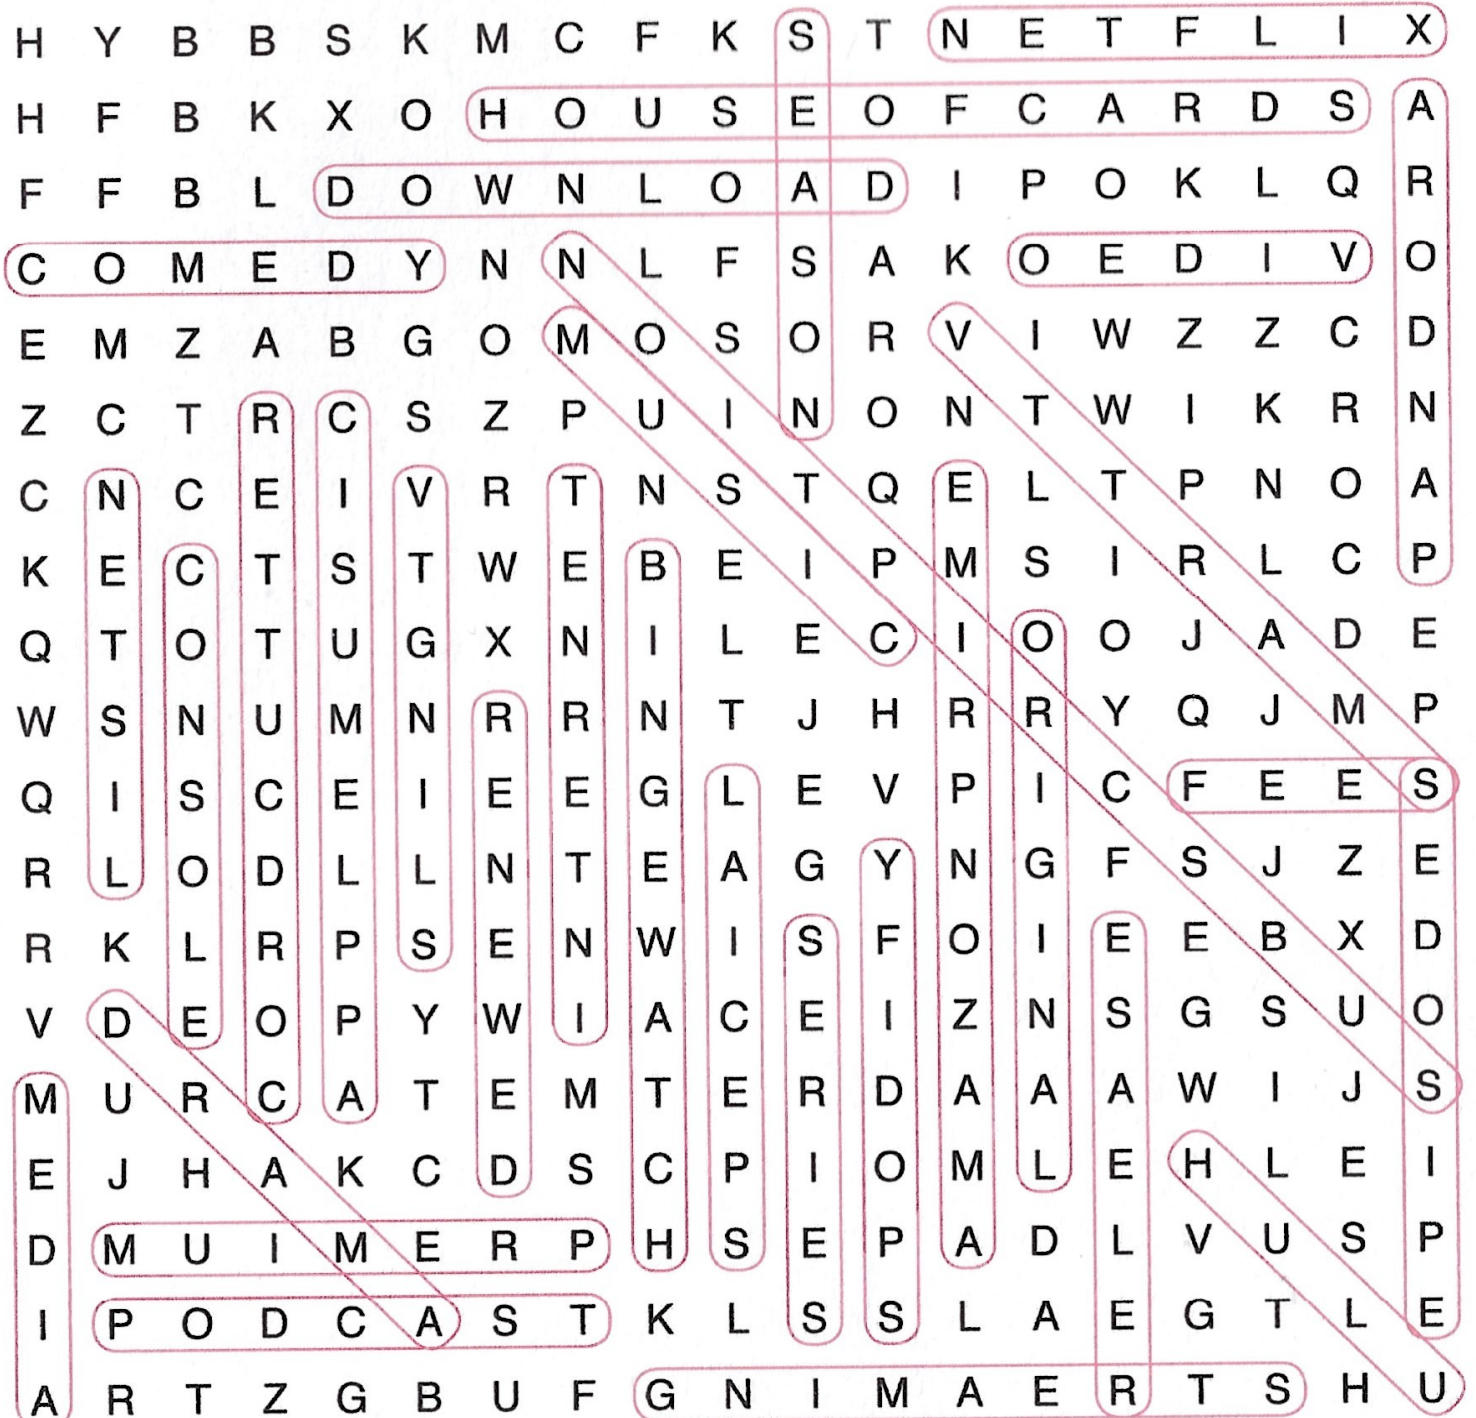 H Y B B S K M C F K S T N E T F L I X
H F B K X O H O U S E O F C A R D S A
F F B L D O W N L O A D I P O K L Q R
C O M E D Y N N L F S A K O E D I V O
E M Z A B G O M O S O R V I W Z Z C D
Z C T R C S Z P U I N O N T W I K R N
C N C E I V R T N S T Q E L T P N O A
K E C T S T W E B E I P M S I R L C P
Q T O T U G X N I L E C I O O J A D E
W S N U M N R R N T J H R R Y Q J M P
Q I S C E I E E G L E V P I C F E E S
R L O D L L N T E A G Y N G F S J Z E
R K L R P S E N W I S F O I E E B X D
V D E O P Y W I A C E I Z N S G S U O
M U R C A T E M T E R D A A A W I J S
E J H A K C D S C P I O M L E H L E I
D M U I M E R P H S E P A D L V U S P
I P O D C A S T K L S S L A E G T L E
A R T Z G B U F G N I M A E R T S H U